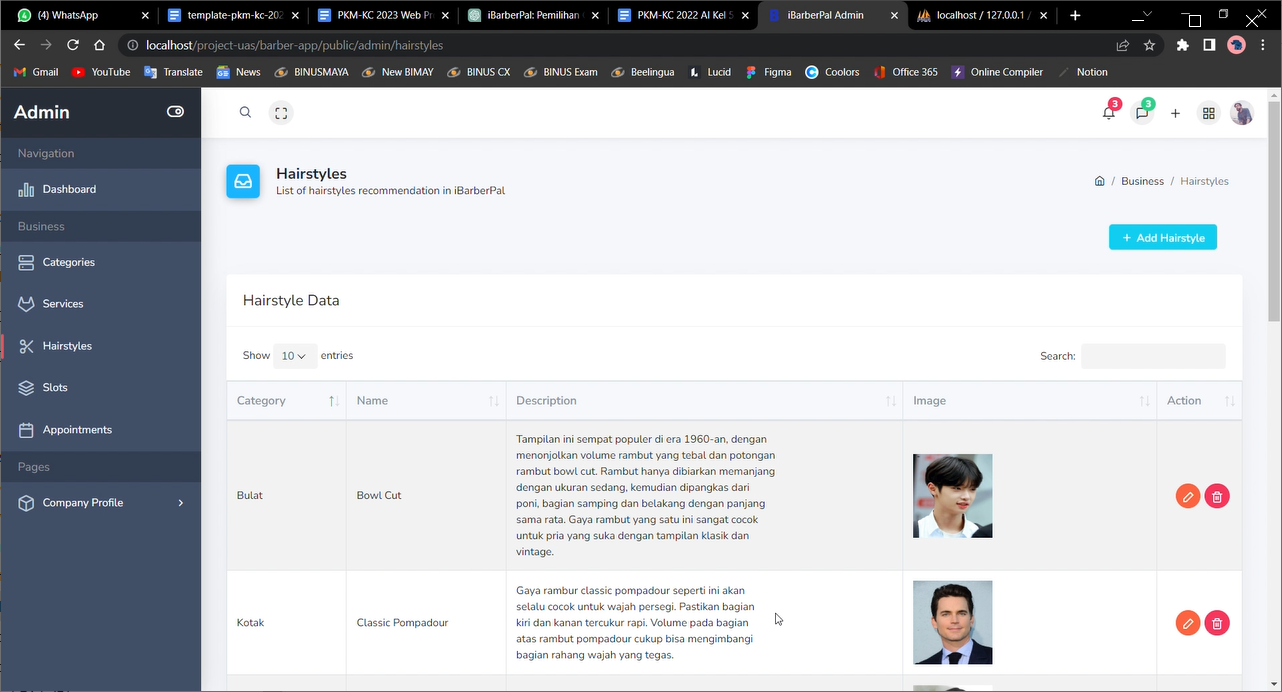 (4) WhatsApp
template-pkm-kc-202
PKM-KC 2023 Web Pr
iBarberPal: Pemilihan
PKM-KC 2022 AI Kel 5
iBarberPal Admin
localhost / 127.0.0.1 /
localhost/project-uas/barber-app/public/admin/hairstyles
Gmail
YouTube
Translate
News
BINUSMAYA
New BIMAY
BINUS CX
BINUS Exam
Beelingua
Lucid
Figma
Coolors
Office 365
Online Compiler
Notion
Admin
3
3
Navigation
Dashboard
Business
Categories
Services
Hairstyles
Slots
Appointments
Pages
Company Profile
Hairstyles
List of hairstyles recommendation in iBarberPal
/ Business / Hairstyles
+ Add Hairstyle
Hairstyle Data
Show 10 entries
Search:
Category
Name
Description
Image
Action
Bulat
Bowl Cut
Tampilan ini sempat populer di era 1960-an, dengan
menonjolkan volume rambut yang tebal dan potongan
rambut bowl cut. Rambut hanya dibiarkan memanjang
dengan ukuran sedang, kemudian dipangkas dari
poni, bagian samping dan belakang dengan panjang
sama rata. Gaya rambut yang satu ini sangat cocok
untuk pria yang suka dengan tampilan klasik dan
vintage.
Kotak
Classic Pompadour
Gaya rambur classic pompadour seperti ini akan
selalu cocok untuk wajah persegi. Pastikan bagian
kiri dan kanan tercukur rapi. Volume pada bagian
atas rambut pompadour cukup bisa mengimbangi
bagian rahang wajah yang tegas.